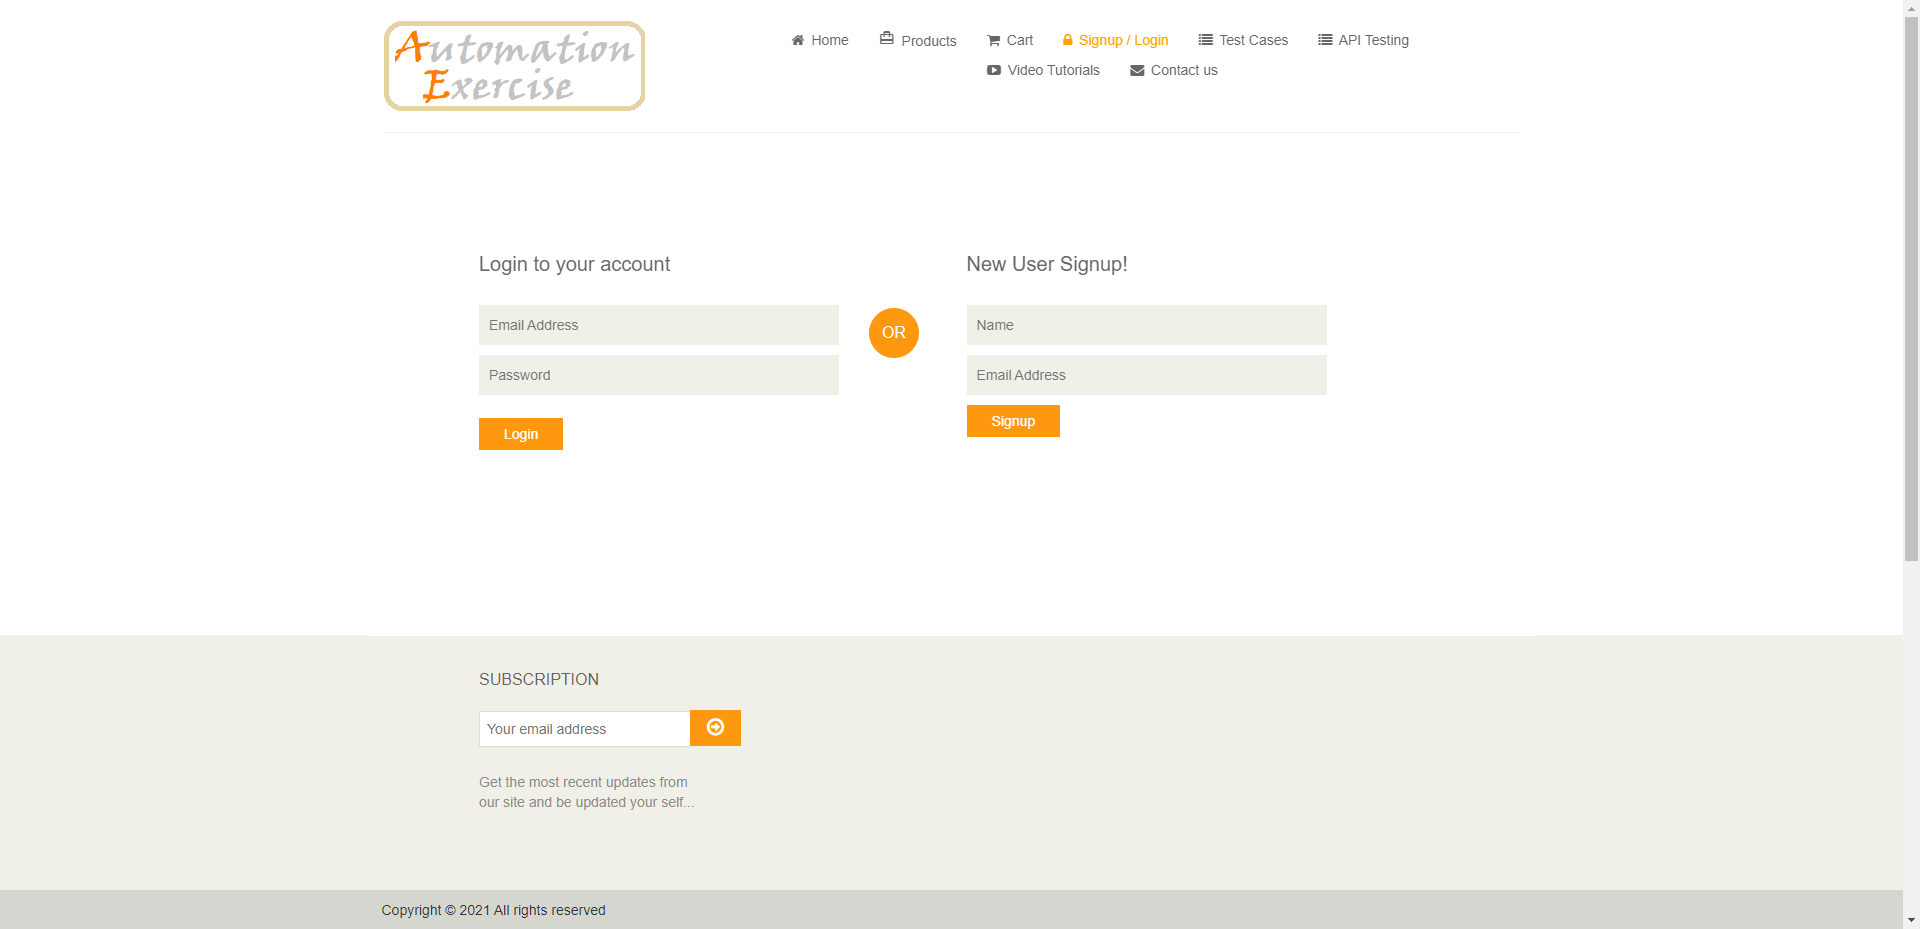 Automation
Exercise
Home Products Cart Signup / Login Test Cases API Testing
Video Tutorials Contact us
Login to your account
Email Address
Password
Login
OR
New User Signup!
Name
Email Address
Signup
SUBSCRIPTION
Your email address
Get the most recent updates from
our site and be updated your self...
Copyright © 2021 All rights reserved